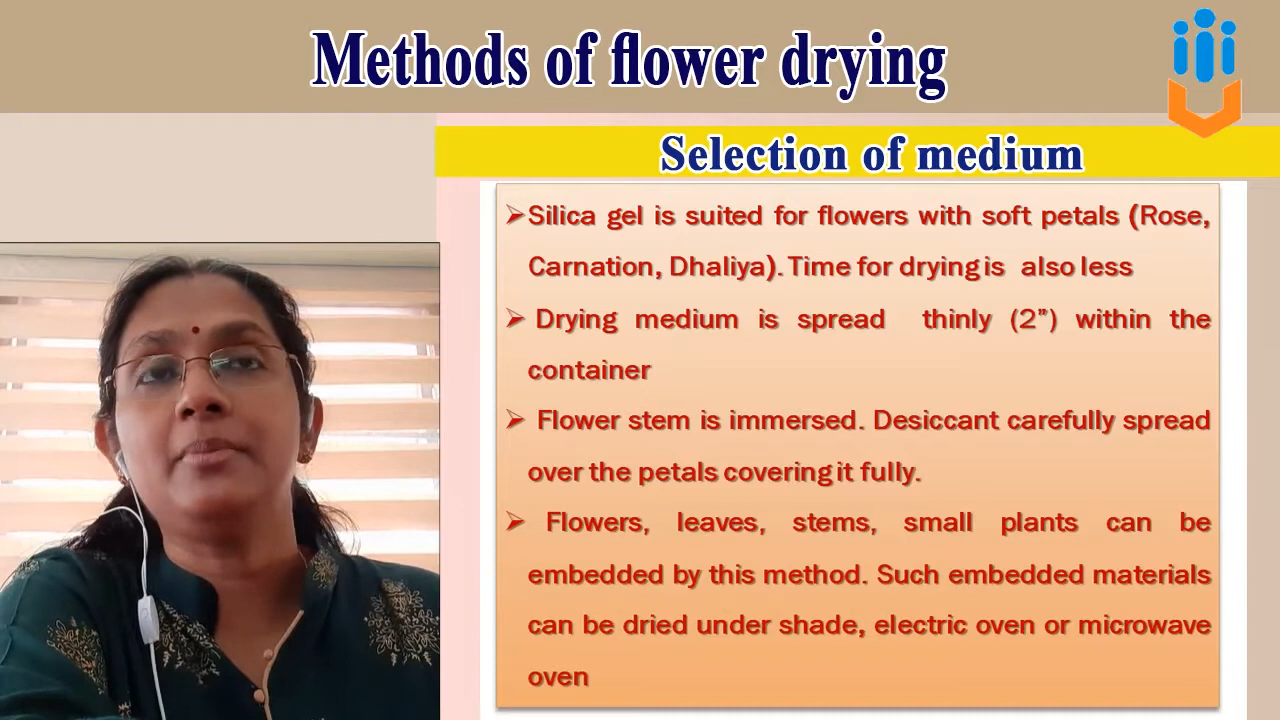 Methods of flower drying
Selection of medium
➢Silica gel is suited for flowers with soft petals (Rose,
Carnation, Dhaliya). Time for drying is also less
➢ Drying medium is spread thinly (2”) within the
container
➢ Flower stem is immersed. Desiccant carefully spread
over the petals covering it fully.
➢ Flowers, leaves, stems, small plants can be
embedded by this method. Such embedded materials
can be dried under shade, electric oven or microwave
oven